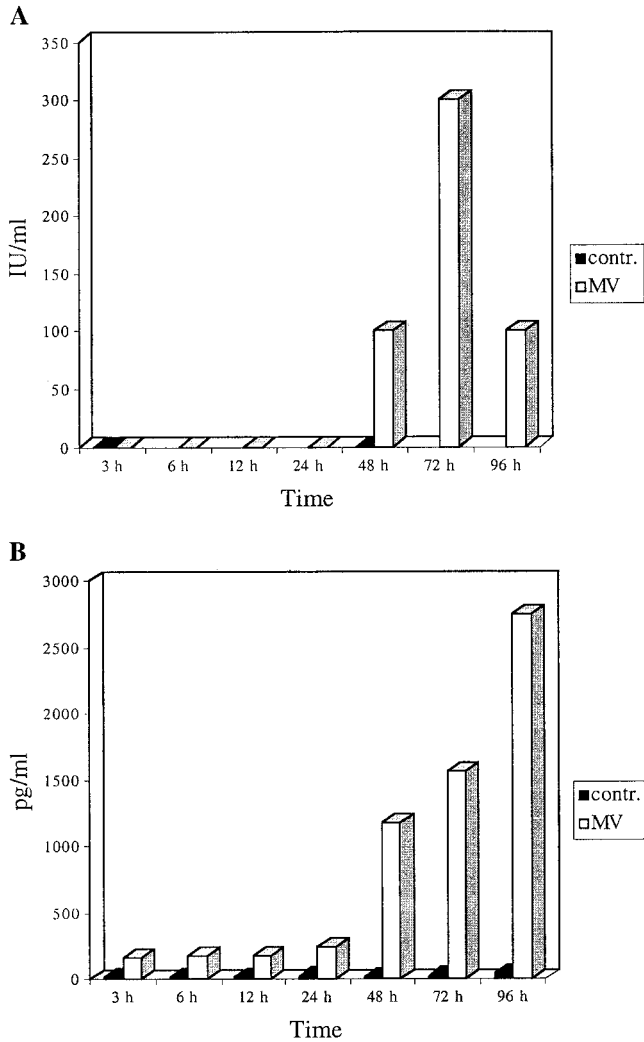 A
350
300
250
200
150
100
50
0
IU/ml
3 h 6 h 12 h 24 h 48 h 72 h 96 h
Time
contr.
MV
B
3000
2500
2000
1500
1000
500
0
pg/ml
3 h 6 h 12 h 24 h 48 h 72 h 96 h
Time
contr.
MV